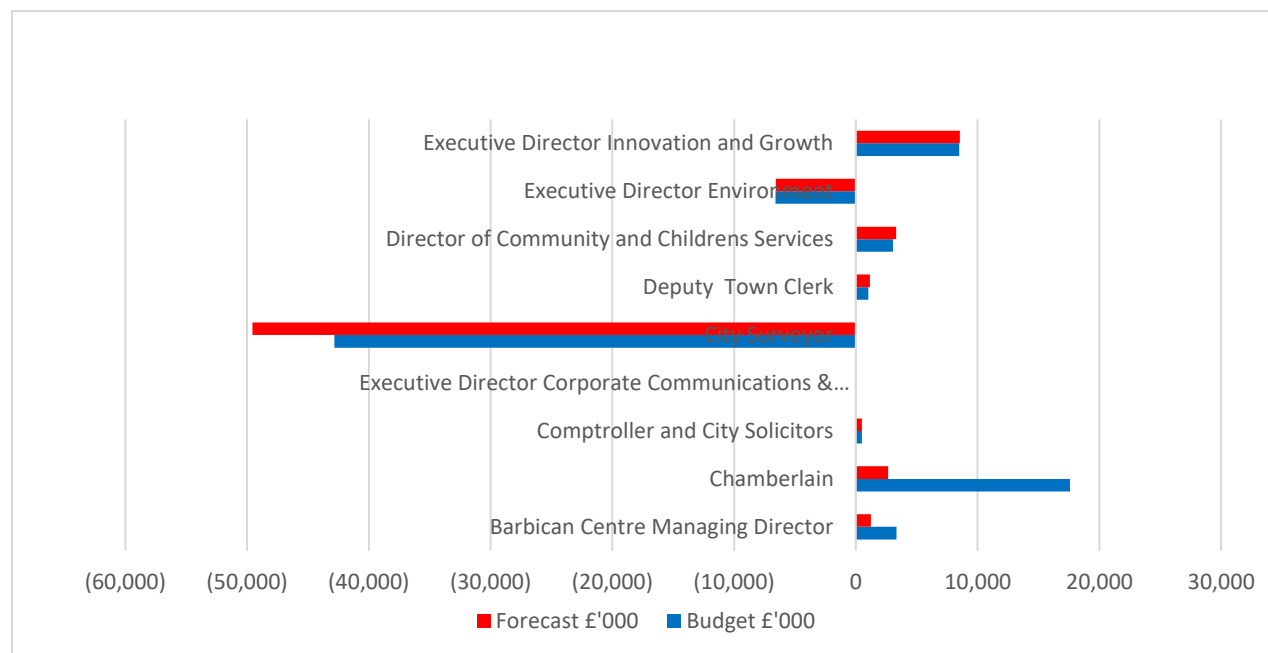 Executive Director Innovation and Growth
Executive Director Environment
Director of Community and Childrens Services
Deputy  Town Clerk
City Surveyor
Executive Director Corporate Communications &...
Comptroller and City Solicitors
Chamberlain
Barbican Centre Managing Director
(60,000) (50,000) (40,000) (30,000) (20,000) (10,000) 0 10,000 20,000 30,000
Forecast £'000 Budget £'000